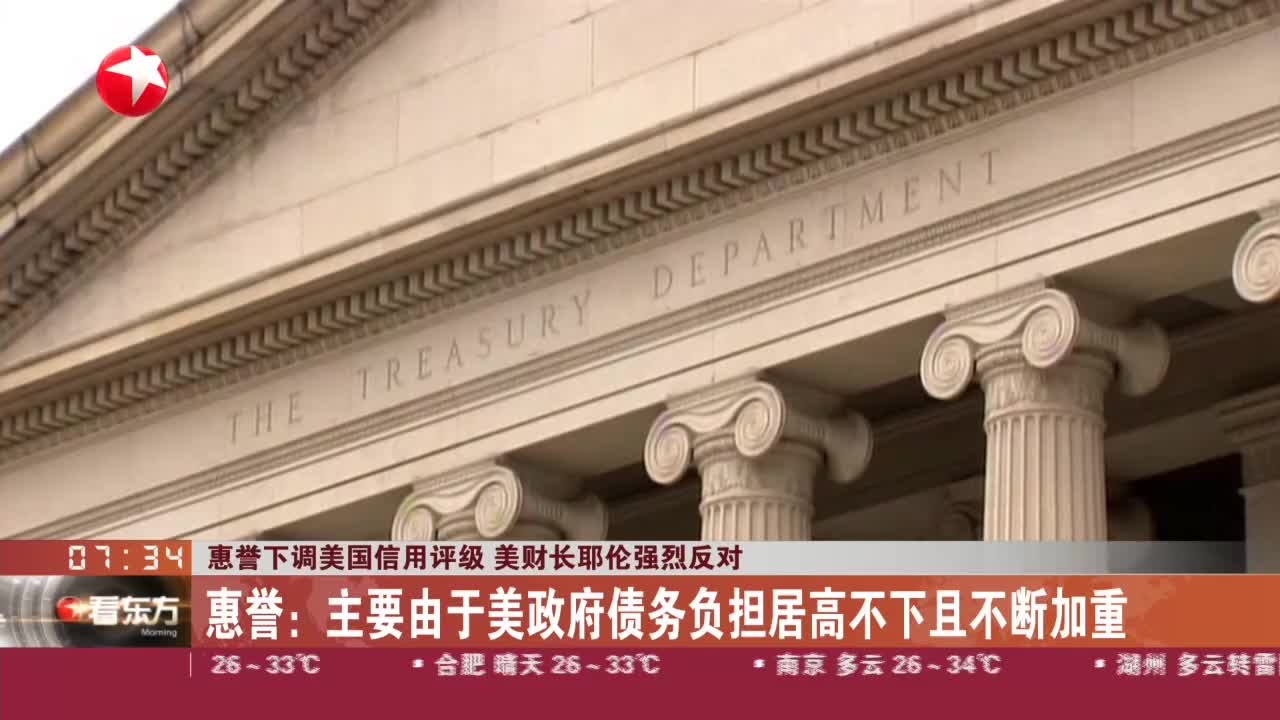 THE TREASURY DEPARTMENT
07:34
惠誉下调美国信用评级 美财长耶伦强烈反对
看东方
Morning
惠誉：主要由于美政府债务负担居高不下且不断加重
26～33℃ 合肥 晴天 26～33℃ 南京 多云 26～34℃ 湖州 多云转雷